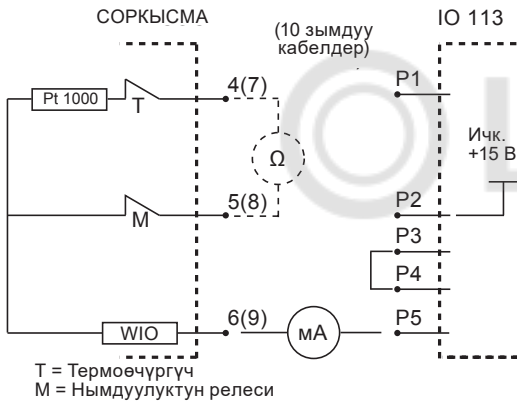 СОРКЫСМА
(10 зымдуу
кабелдер)
IO 113
Pt 1000
T
4(7)
P1
Ω
Ичк.
+15 В
M
5(8)
P2
P3
P4
WIO
6(9)
мА
P5
T = Термоөчүргүч
M = Нымдуулуктун релеси